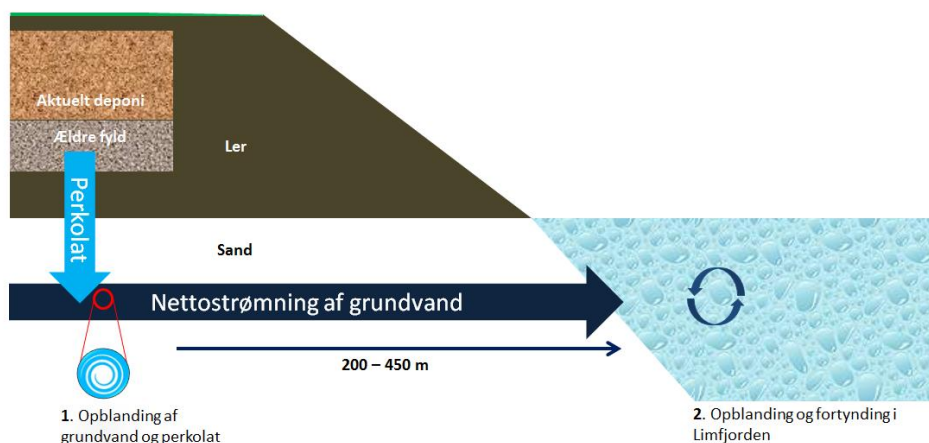 Aktuelt deponi
Ældre fyld
Ler
Perkolat
Sand
Nettostrømning af grundvand
200 – 450 m
1. Opblanding af
grundvand og perkolat
2. Opblanding og fortynding i
Limfjorden